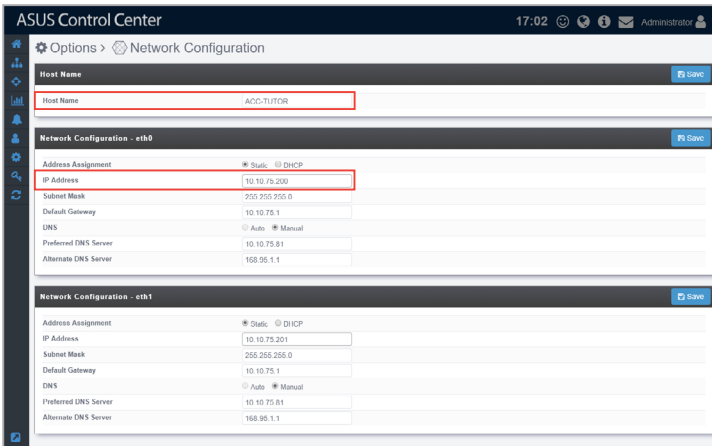 ASUS Control Center 17:02 Administrator
Options > Network Configuration
Host Name Save
Host Name ACC-TUTOR
Network Configuration - eth0 Save
Address Assignment Static DHCP
IP Address 10.10.75.200
Subnet Mask 255.255.255.0
Default Gateway 10.10.75.1
DNS Auto Manual
Preferred DNS Server 10.10.75.81
Alternate DNS Server 168.95.1.1
Network Configuration - eth1 Save
Address Assignment Static DHCP
IP Address 10.10.75.201
Subnet Mask 255.255.255.0
Default Gateway 10.10.75.1
DNS Auto Manual
Preferred DNS Server 10.10.75.81
Alternate DNS Server 168.95.1.1